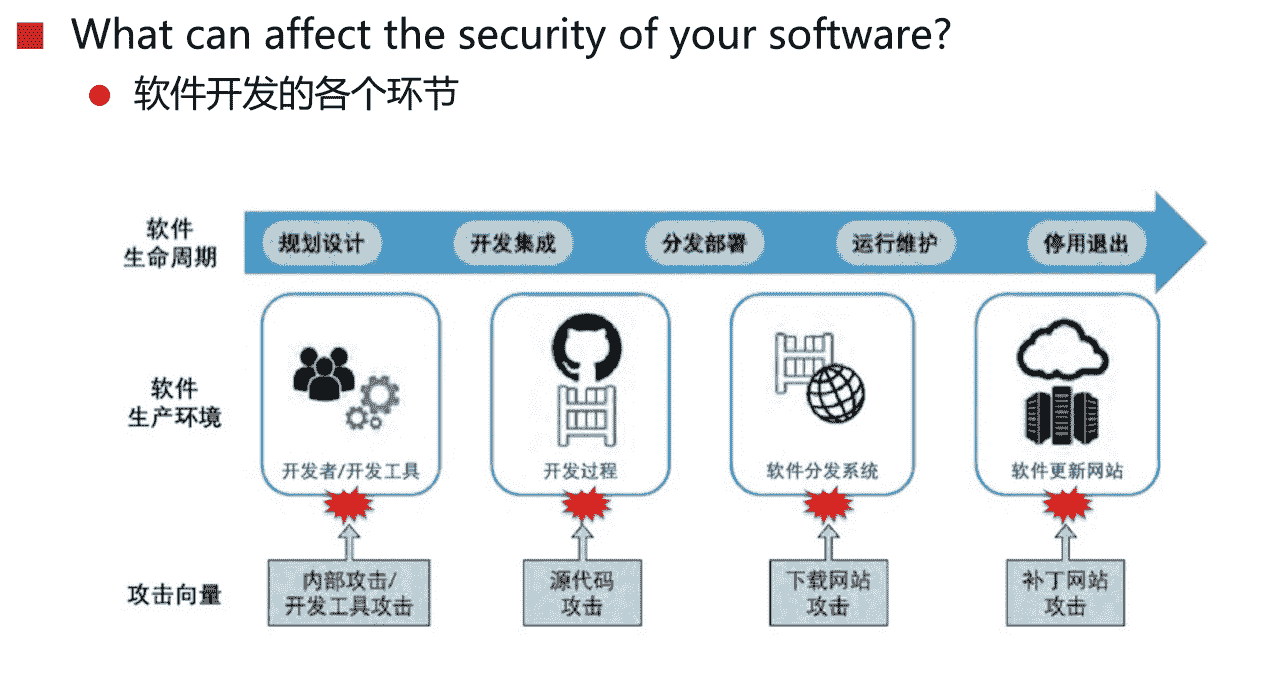 What can affect the security of your software?
软件开发的各个环节
软件
生命周期
规划设计
开发集成
分发部署
运行维护
停用退出
软件
生产环境
开发者/开发工具
开发过程
软件分发系统
软件更新网站
攻击向量
内部攻击/
开发工具攻击
源代码
攻击
下载网站
攻击
补丁网站
攻击